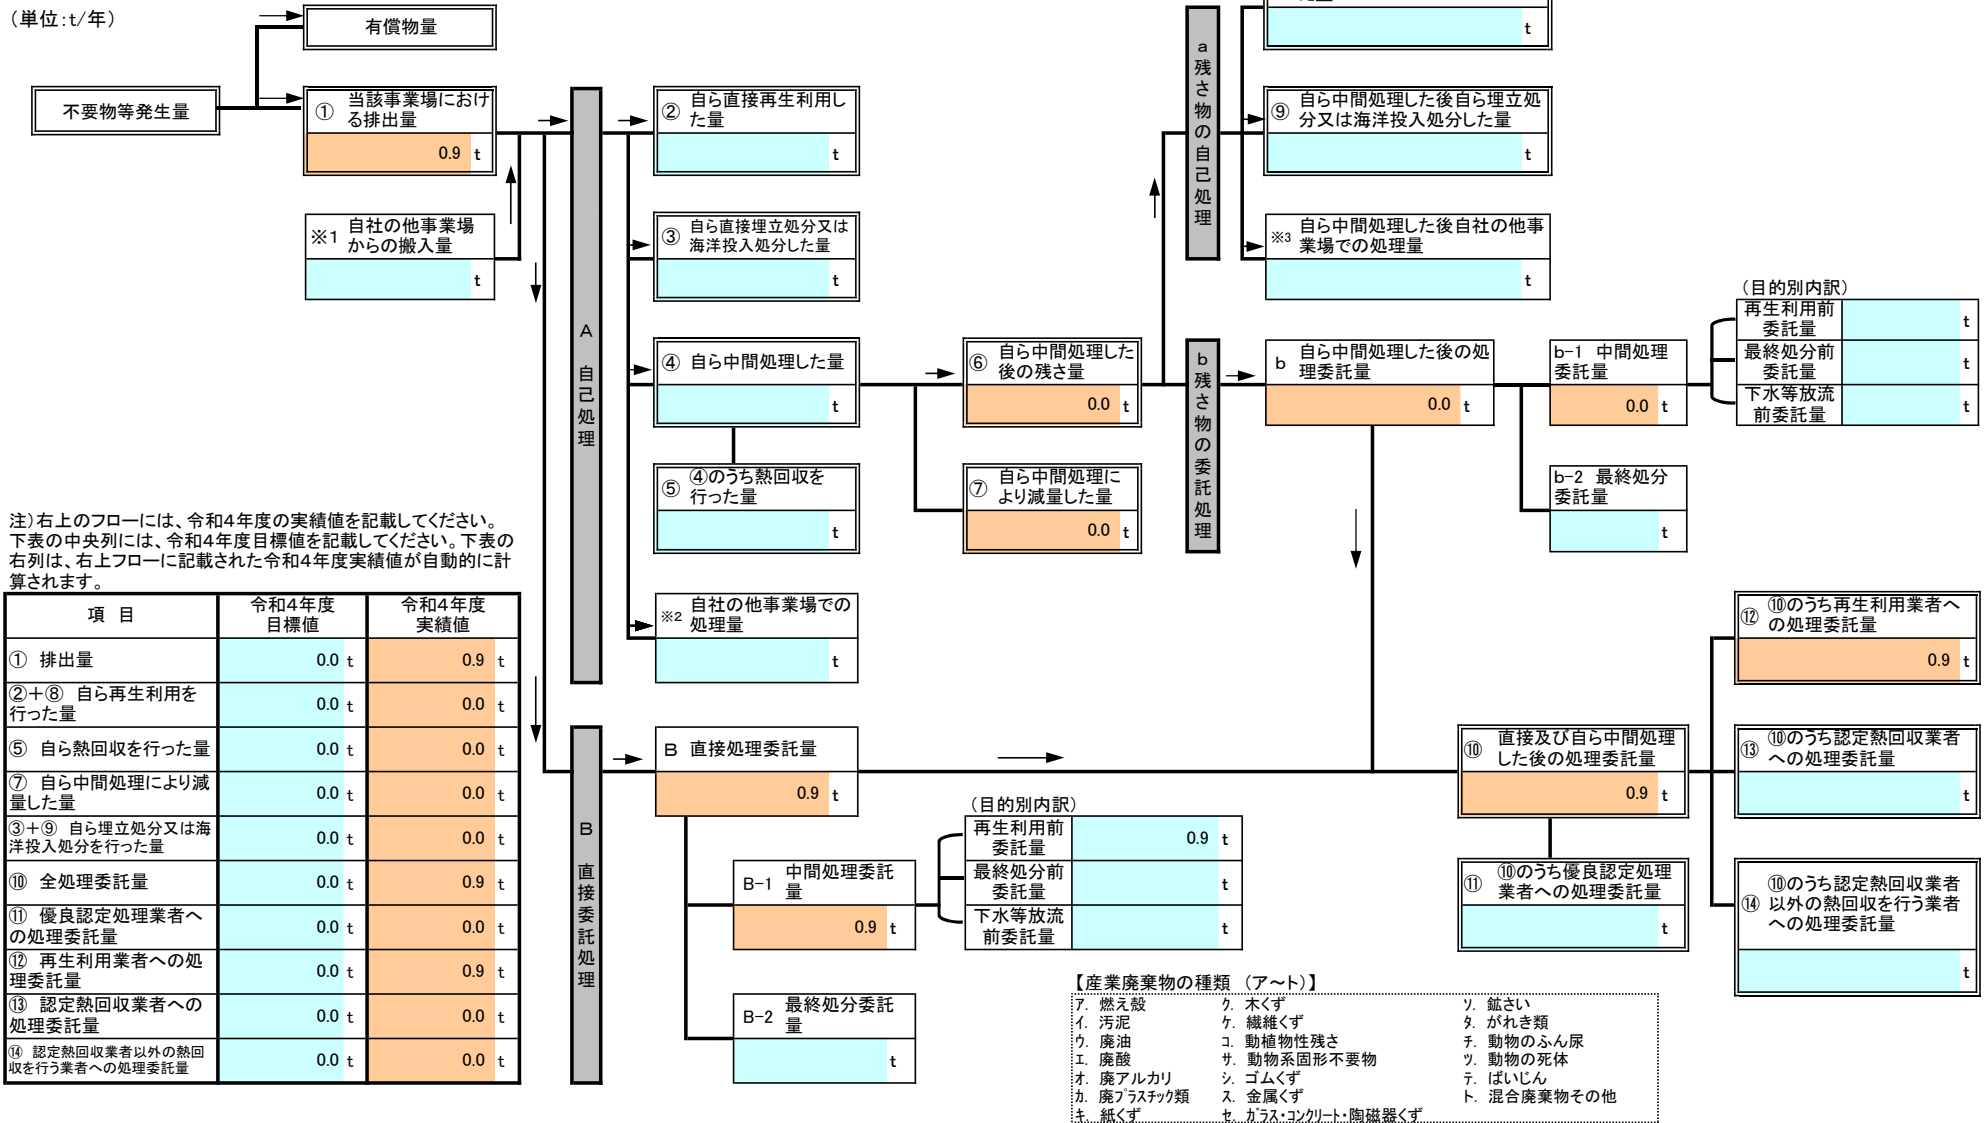 (単位:t/年)
有償物量
不要物等発生量
① 当該事業場におけ
る排出量
0.9 t
※1 自社の他事業場
からの搬入量
t
A 自己処理
② 自ら直接再生利用し
た量
t
③ 自ら直接埋立処分又は
海洋投入処分した量
t
④ 自ら中間処理した量
t
⑤ ④のうち熱回収を
行った量
t
※2 自社の他事業場での
処理量
t
⑥ 自ら中間処理した
後の残さ量
0.0 t
⑦ 自ら中間処理に
より減量した量
0.0 t
a 残さ物の自己処理
t
⑨ 自ら中間処理した後自ら埋立処
分又は海洋投入処分した量
t
※3 自ら中間処理した後自社の他事
業場での処理量
t
b 残さ物の委託処理
b 自ら中間処理した後の処
理委託量
0.0 t
b-1 中間処理
委託量
0.0 t
b-2 最終処分
委託量
t
(目的別内訳)
再生利用前
委託量
t
最終処分前
委託量
t
下水等放流
前委託量
t
注)右上のフローには、令和4年度の実績値を記載してください。
下表の中央列には、令和4年度目標値を記載してください。下表の
右列は、右上フローに記載された令和4年度実績値が自動的に計
算されます。
項 目 令和4年度 令和4年度
目標値 実績値
① 排出量 0.0 t 0.9 t
②+⑧ 自ら再生利用を
行った量 0.0 t 0.0 t
⑤ 自ら熱回収を行った量 0.0 t 0.0 t
⑦ 自ら中間処理により減
量した量 0.0 t 0.0 t
③+⑨ 自ら埋立処分又は海
洋投入処分を行った量 0.0 t 0.0 t
⑩ 全処理委託量 0.0 t 0.9 t
⑪ 優良認定処理業者へ
の処理委託量 0.0 t 0.0 t
⑫ 再生利用業者への処
理委託量 0.0 t 0.9 t
⑬ 認定熱回収業者への
処理委託量 0.0 t 0.0 t
⑭ 認定熱回収業者以外の熱回
収を行う業者への処理委託量 0.0 t 0.0 t
B 直接委託処理
B 直接処理委託量
0.9 t
B-1 中間処理委託
量
0.9 t
B-2 最終処分委託
量
t
(目的別内訳)
再生利用前
委託量
0.9 t
最終処分前
委託量
t
下水等放流
前委託量
t
⑩ 直接及び自ら中間処理
した後の処理委託量
0.9 t
⑪ ⑩のうち優良認定処理
業者への処理委託量
t
⑫ ⑩のうち再生利用業者へ
の処理委託量
0.9 t
⑬ ⑩のうち認定熱回収業者
への処理委託量
t
⑭ ⑩のうち認定熱回収業者
以外の熱回収を行う業者
への処理委託量
t
【産業廃棄物の種類 (ア～ト)】
ア. 燃え殻 ク. 木くず ソ. 鉱さい
イ. 汚泥 ケ. 繊維くず タ. がれき類
ウ. 廃油 コ. 動植物性残さ チ. 動物のふん尿
エ. 廃酸 サ. 動物系固形不要物 ツ. 動物の死体
オ. 廃アルカリ シ. ゴムくず テ. ばいじん
カ. 廃プラスチック類 ス. 金属くず ト. 混合廃棄物その他
キ. 紙くず セ. ガラス・コンクリート・陶磁器くず